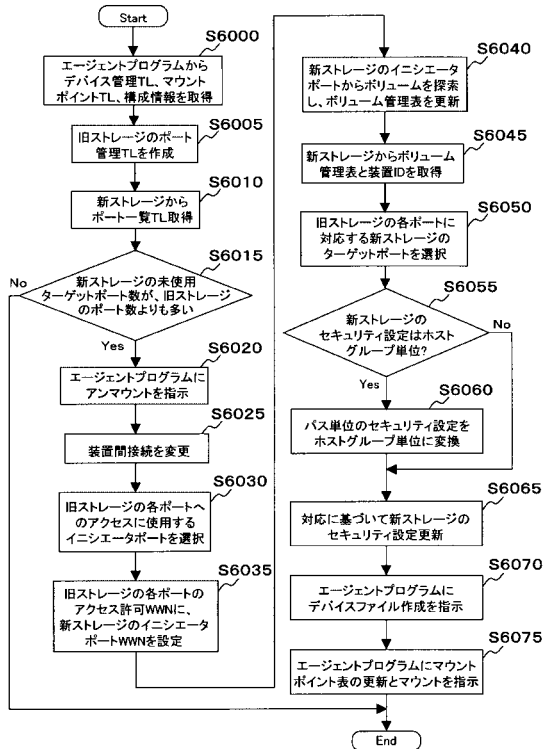 Start
S6000
エージェントプログラムから
デバイス管理TL、マウント
ポイントTL、構成情報を取得
S6005
旧ストレージのポート
管理TLを作成
S6010
新ストレージから
ポート一覧TL取得
S6015
No
新ストレージの未使用
ターゲットポート数が、旧ストレージ
のポート数よりも多い
Yes
S6020
エージェントプログラムに
アンマウントを指示
S6025
装置間接続を変更
S6030
旧ストレージの各ポートへ
のアクセスに使用する
イニシエータポートを選択
S6035
旧ストレージの各ポートの
アクセス許可WWNに、
新ストレージのイニシエータ
ポートWWNを設定
S6040
新ストレージのイニシエータ
ポートからボリュームを探索
し、ボリューム管理表を更新
S6045
新ストレージからボリューム
管理表と装置IDを取得
S6050
旧ストレージの各ポートに
対応する新ストレージの
ターゲットポートを選択
S6055
新ストレージの
セキュリティ設定はホスト
グループ単位?
No
Yes
S6060
パス単位のセキュリティ設定を
ホストグループ単位に変換
S6065
対応に基づいて新ストレージの
セキュリティ設定更新
S6070
エージェントプログラムに
デバイスファイル作成を指示
S6075
エージェントプログラムにマウント
ポイント表の更新とマウントを指示
End